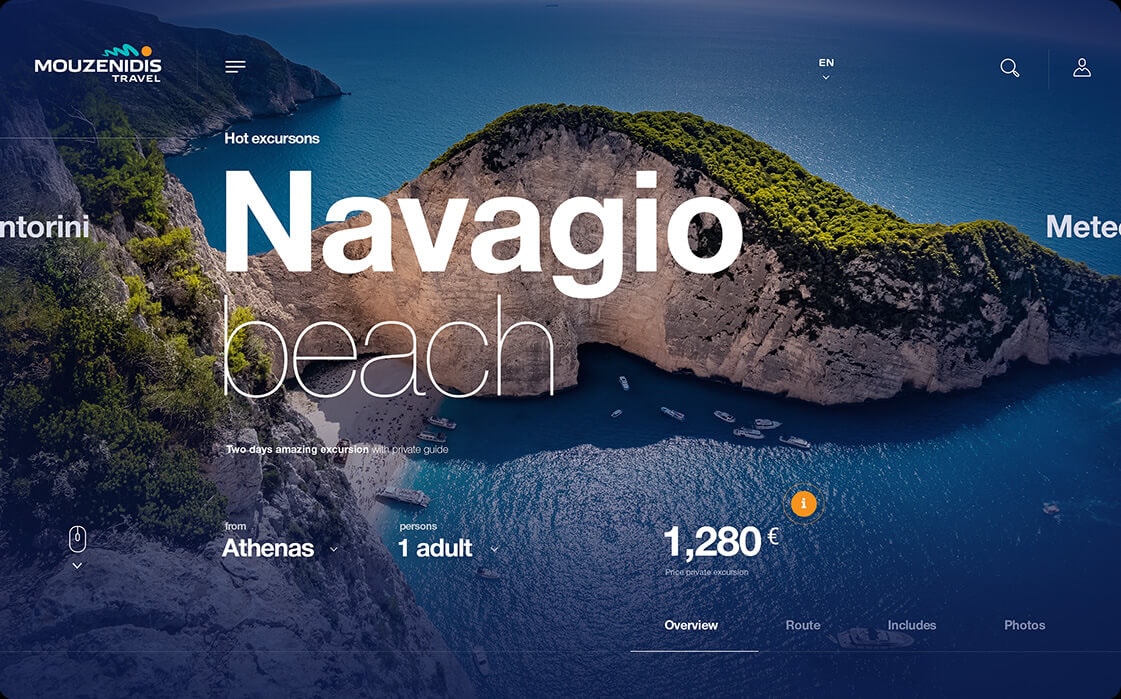 MOUZENIDIS
TRAVEL
EN
Hot excursons
Navagio
beach
ntorini
Mete
Two days amazing excursion with private guide
from
Athenas
persons
1 adult
i
1,280 €
Price private excursion
Overview
Route
Includes
Photos